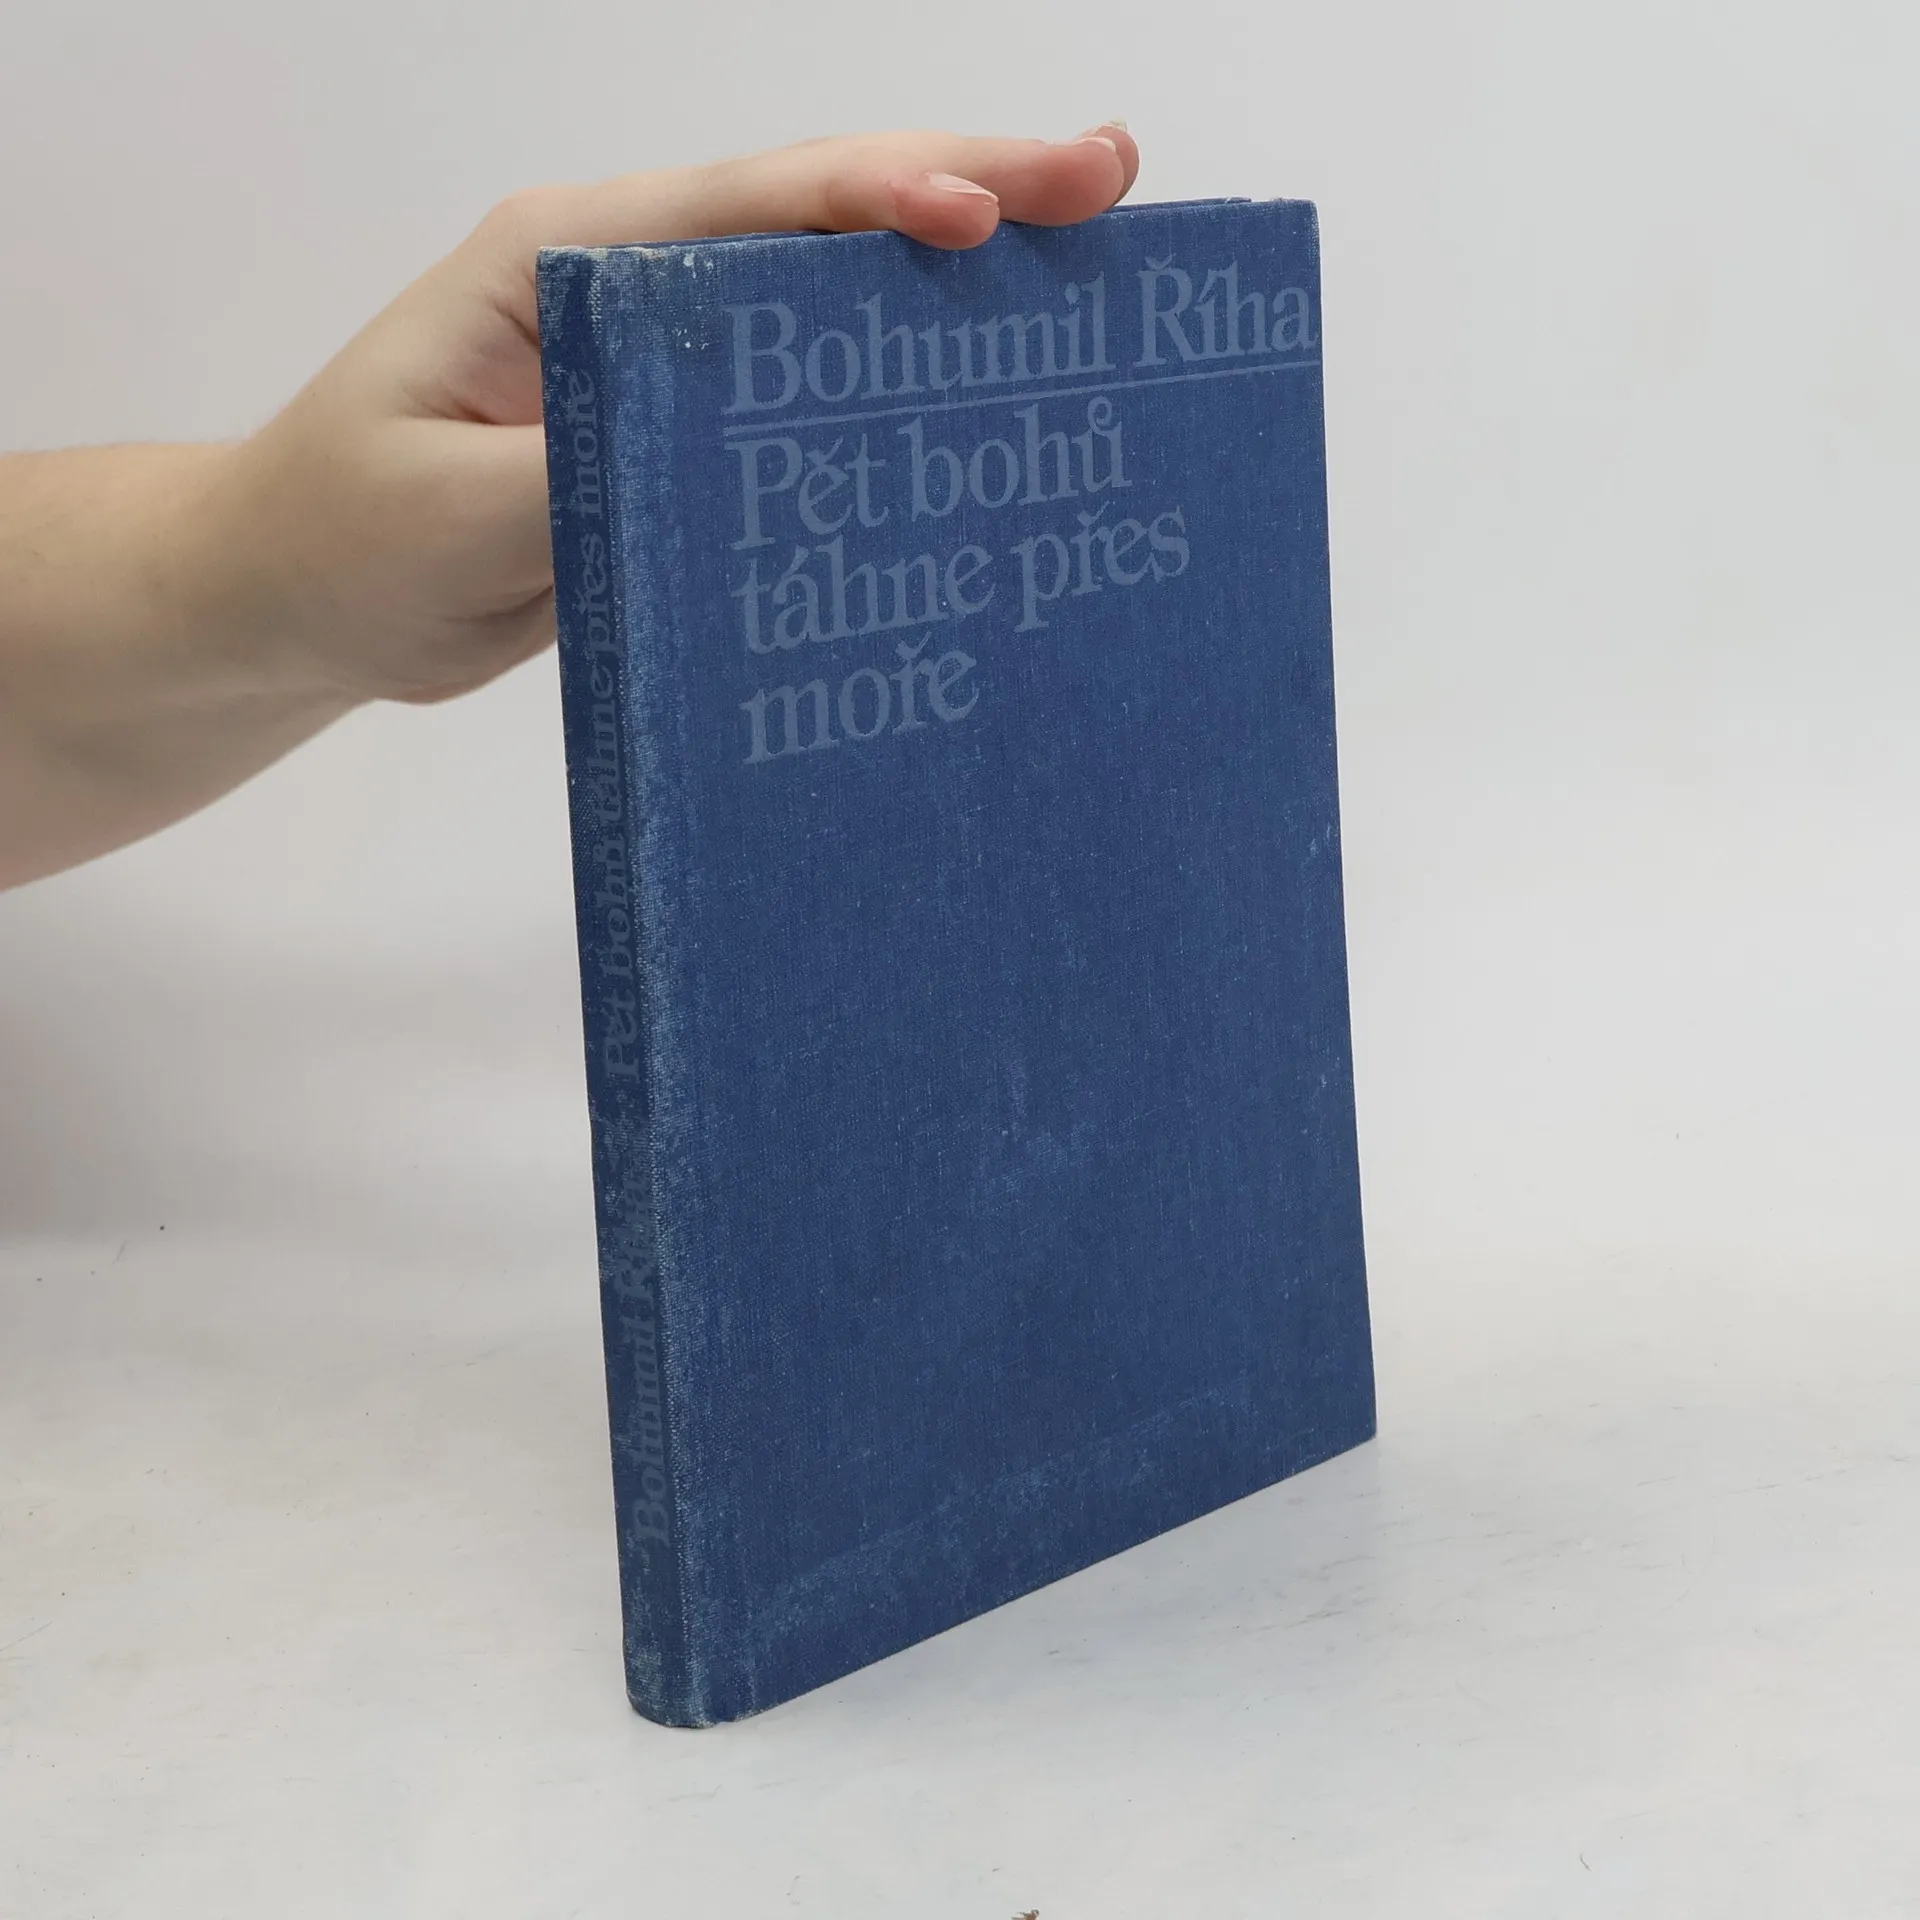 Bohumil Říha
Pět bohů
táhne přes
moře
Bohumil Říha Pět bohů táhne přes moře